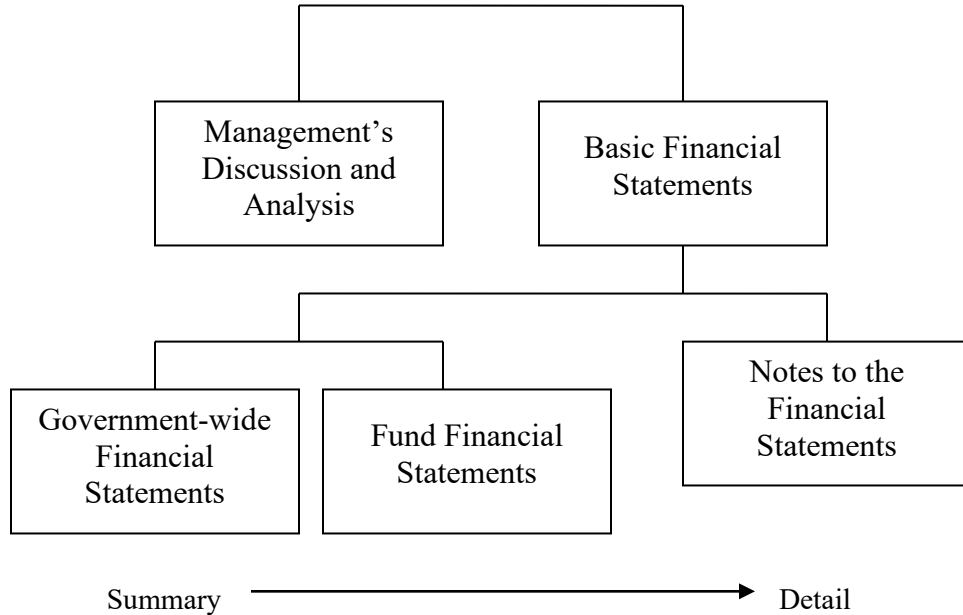 Management’s
Discussion and
Analysis
Basic Financial
Statements
Government-wide
Financial
Statements
Fund Financial
Statements
Notes to the
Financial
Statements
Summary
Detail